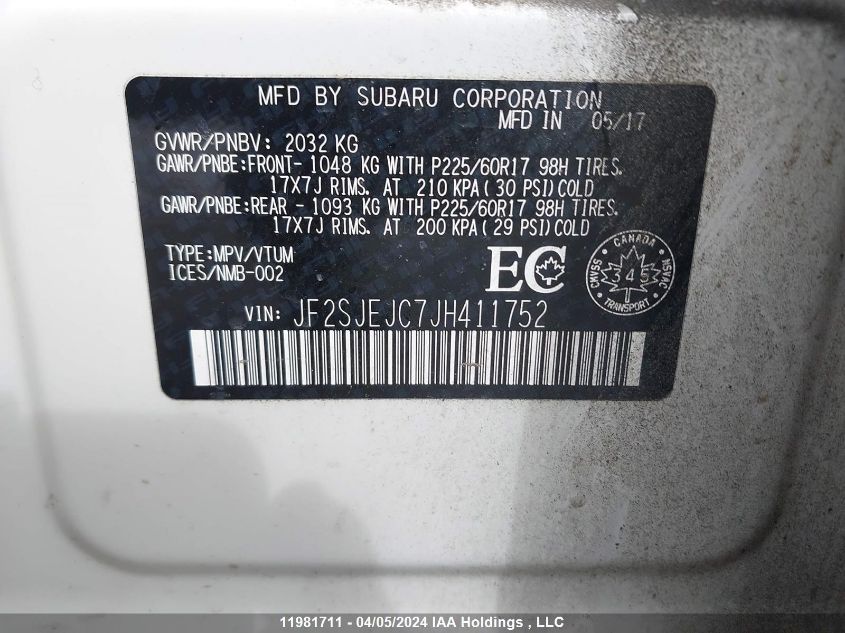 MFD BY SUBARU CORPORATION
MFD IN 05/17
GVWR/PNBV: 2032 KG
GAWR/PNBE:FRONT- 1048 KG WITH P225/60R17 98H TIRES.
17X7J RIMS. AT 210 KPA( 30 PSI)COLD
GAWR/PNBE:REAR - 1093 KG WITH P225/60R17 98H TIRES.
17X7J RIMS. AT 200 KPA( 29 PSI)COLD
TYPE:MPV/VTUM
ICES/NMB-002
EC
CANADA
CMVSS
345
NSVAC
TRANSPORT
VIN: JF2SJEJC7JH411752
11981711 - 04/05/2024 IAA Holdings , LLC